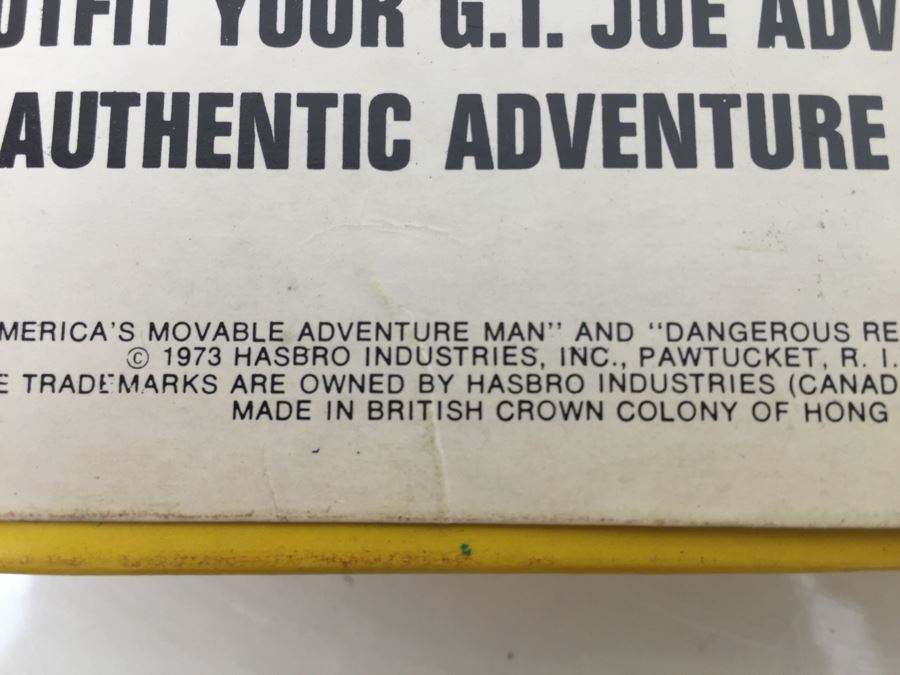 OTFIT YOUR G.I. JOE ADV
AUTHENTIC ADVENTURE
MERICA'S MOVABLE ADVENTURE MAN” AND “DANGEROUS RE
© 1973 HASBRO INDUSTRIES, INC., PAWTUCKET, R. I.
E TRADEMARKS ARE OWNED BY HASBRO INDUSTRIES (CANAD
MADE IN BRITISH CROWN COLONY OF HONG